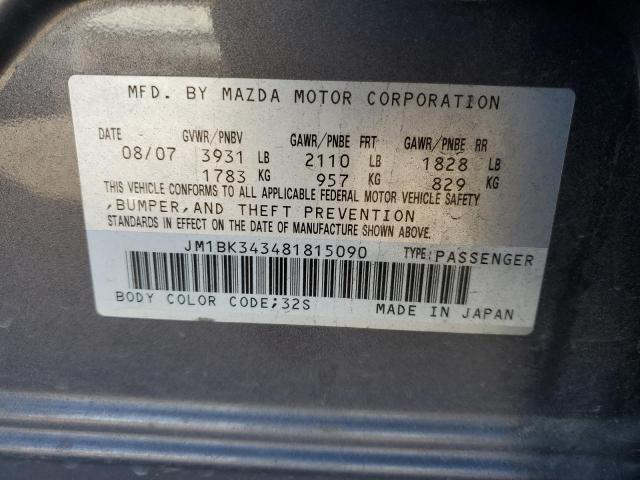 MFD. BY MAZDA MOTOR CORPORATION
DATE GVWR/PNBV GAWR/PNBE FRT GAWR/PNBE RR
08/07 3931 LB 2110 LB 1828 LB
1783 KG 957 KG 829 KG
THIS VEHICLE CONFORMS TO ALL APPLICABLE FEDERAL MOTOR VEHICLE SAFETY
,BUMPER,AND THEFT PREVENTION
STANDARDS IN EFFECT ON THE DATE OF MANUFACTURE SHOWN ABOVE.
JM1BK343481815090 TYPE:PASSENGER
BODY COLOR CODE;32S MADE IN JAPAN